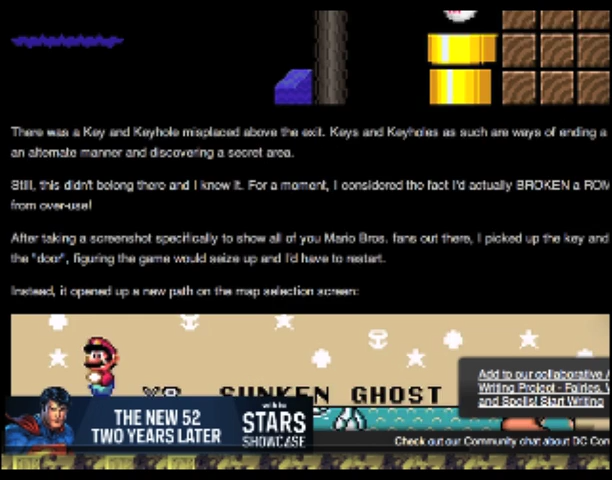 There was a Key and Keyhole misplaced above the exit. Keys and Keyholes as such are ways of ending a
an alternate manner and discovering a secret area.
Still, this didn't belong there and I knew it. For a moment, I considered the fact I'd actually BROKEN a ROM
from over-use!
After taking a screenshot specifically to show all of you Mario Bros. fans out there, I picked up the key and
the "door", figuring the game would seize up and I'd have to restart.
Instead, it opened up a new path on the map selection screen:
SUNKEN GHOST
Add to our collaborative
Writing Project - Fairies,
and Spells! Start Writing
THE NEW 52
TWO YEARS LATER
with the
STARS
SHOWCASE
Check out our Community chat about DC Com